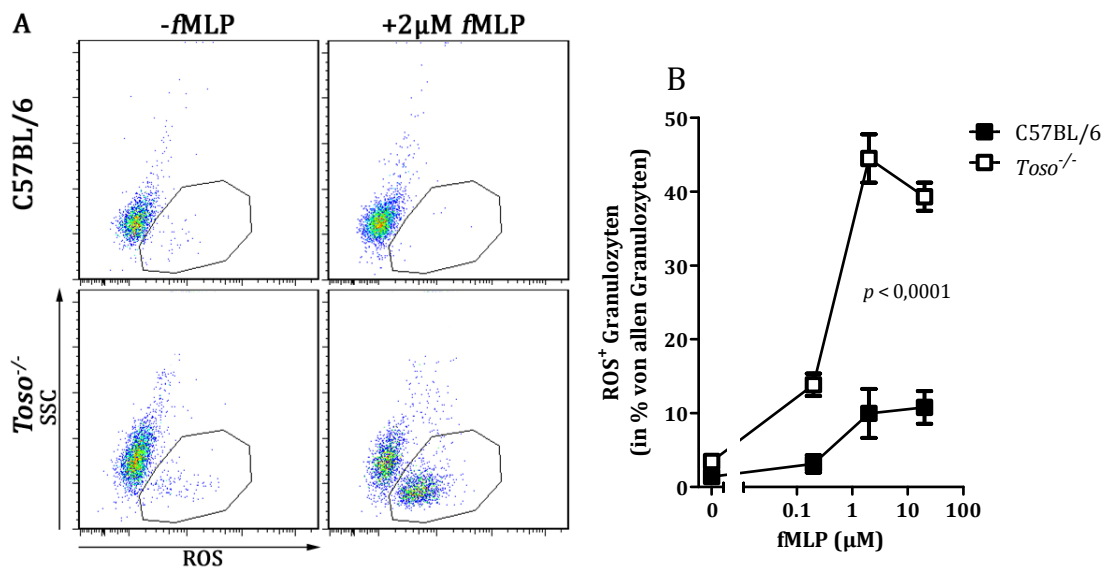 A
-fMLP
+2μM fMLP
C57BL/6
Toso-/-
SSC
ROS
B
ROS+ Granulozyten
(in % von allen Granulozyten)
50
40
30
20
10
0
0
0.1
1
10
100
fMLP (μM)
p < 0,0001
C57BL/6
Toso-/-